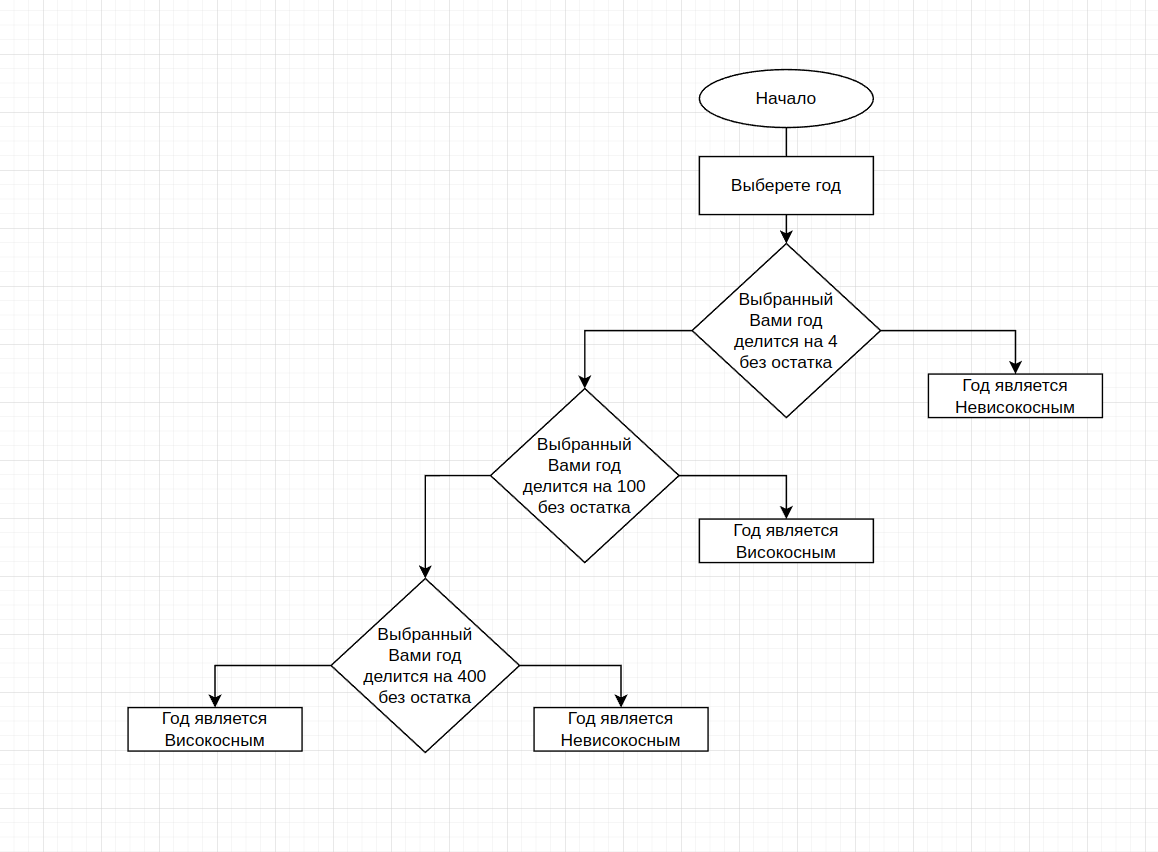 Начало
Выберете год
Выбранный
Вами год
делится на 4
без остатка
Год является
Невисокосным
Выбранный
Вами год
делится на 100
без остатка
Год является
Високосным
Выбранный
Вами год
делится на 400
без остатка
Год является
Високосным
Год является
Невисокосным